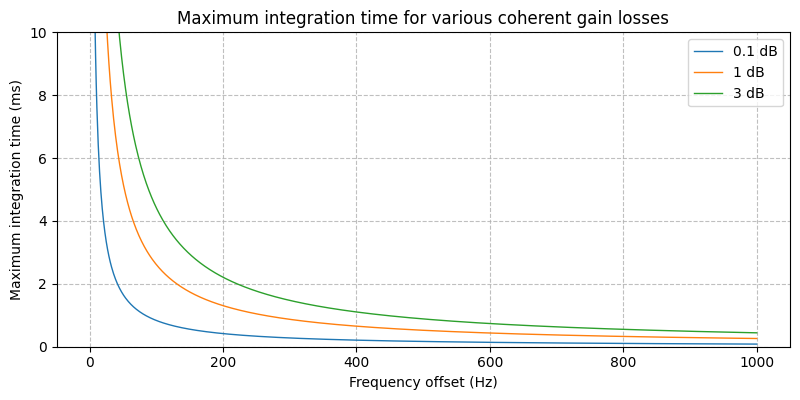 Maximum integration time for various coherent gain losses
Maximum integration time (ms)
10
8
6
4
2
0
0.1 dB
1 dB
3 dB
0 200 400 600 800 1000
Frequency offset (Hz)